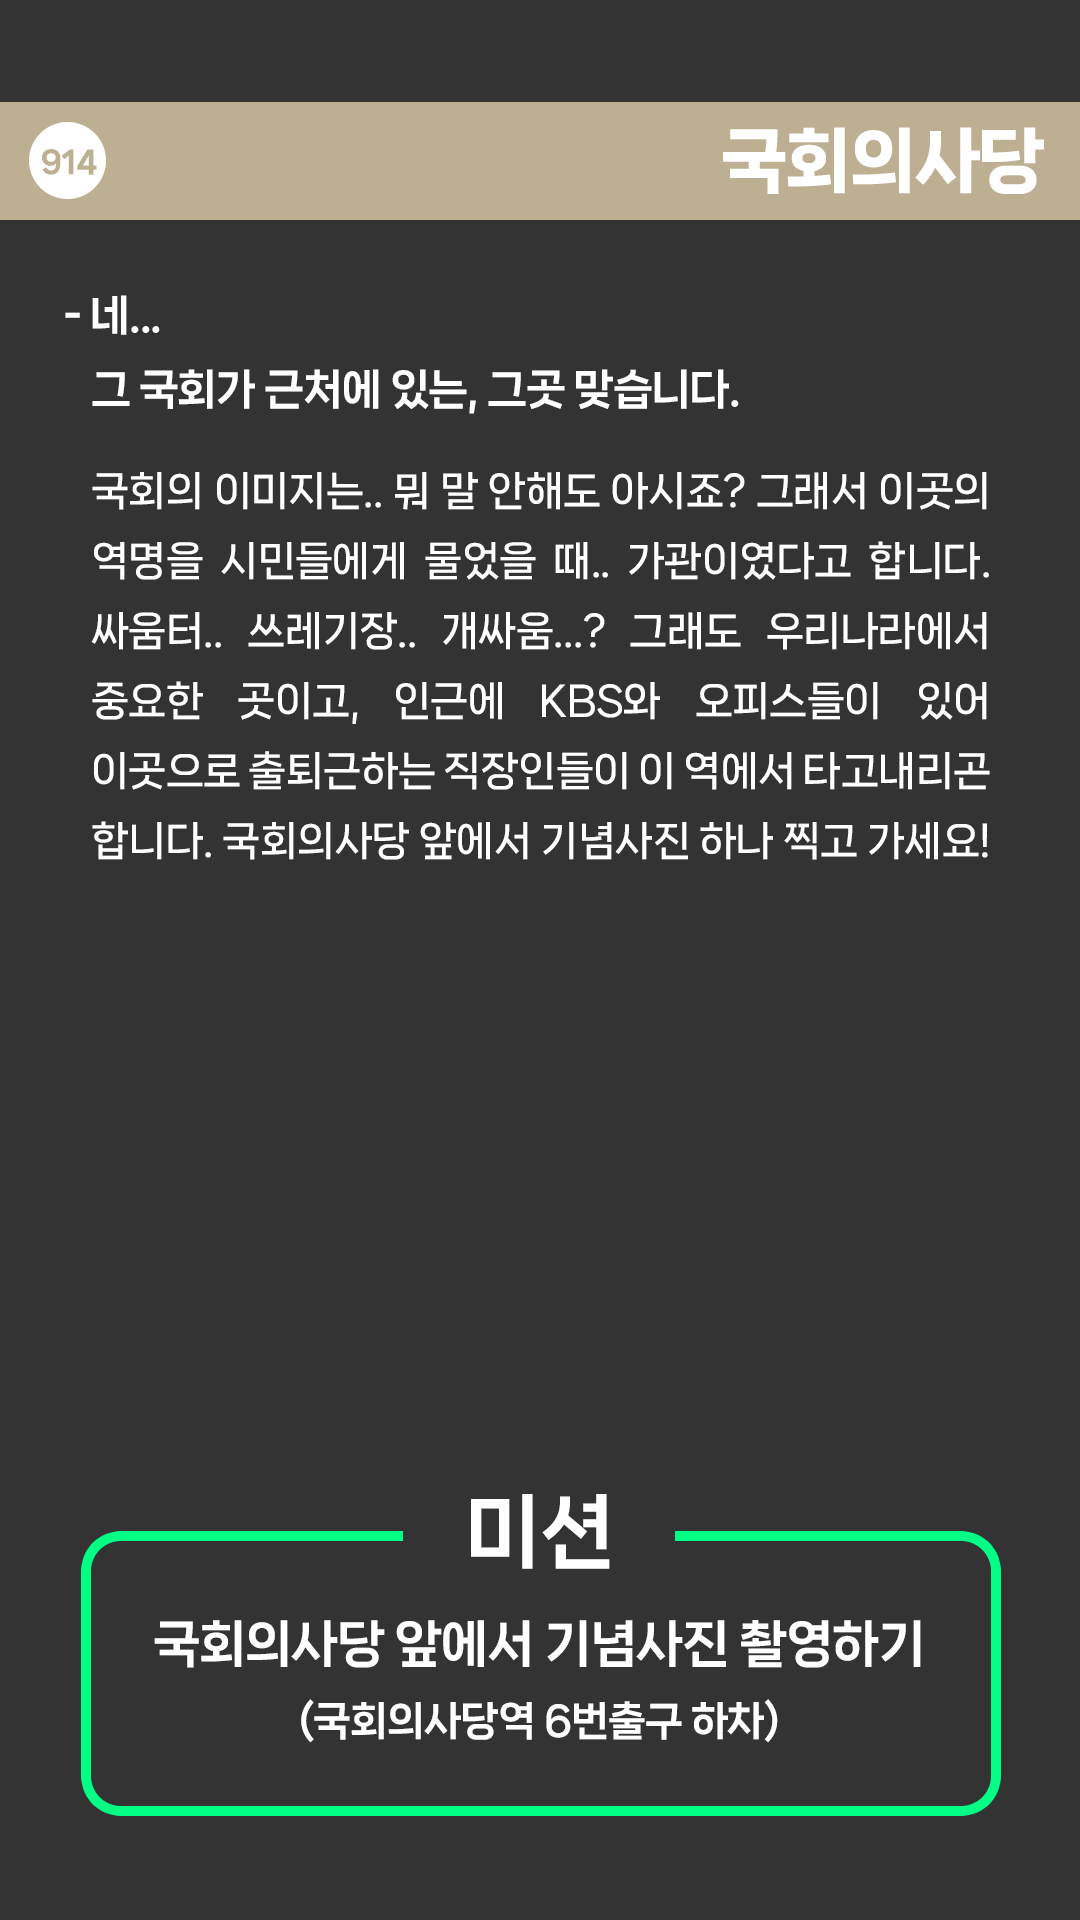 914
국회의사당
- 네...
그 국회가 근처에 있는, 그곳 맞습니다.
국회의 이미지는.. 뭐 말 안해도 아시죠? 그래서 이곳의
역명을 시민들에게 물었을 때.. 가관이였다고 합니다.
싸움터.. 쓰레기장.. 개싸움...? 그래도 우리나라에서
중요한 곳이고, 인근에 KBS와 오피스들이 있어
이곳으로 출퇴근하는 직장인들이 이 역에서 타고내리곤
합니다. 국회의사당 앞에서 기념사진 하나 찍고 가세요!
미션
국회의사당 앞에서 기념사진 촬영하기
(국회의사당역 6번출구 하차)